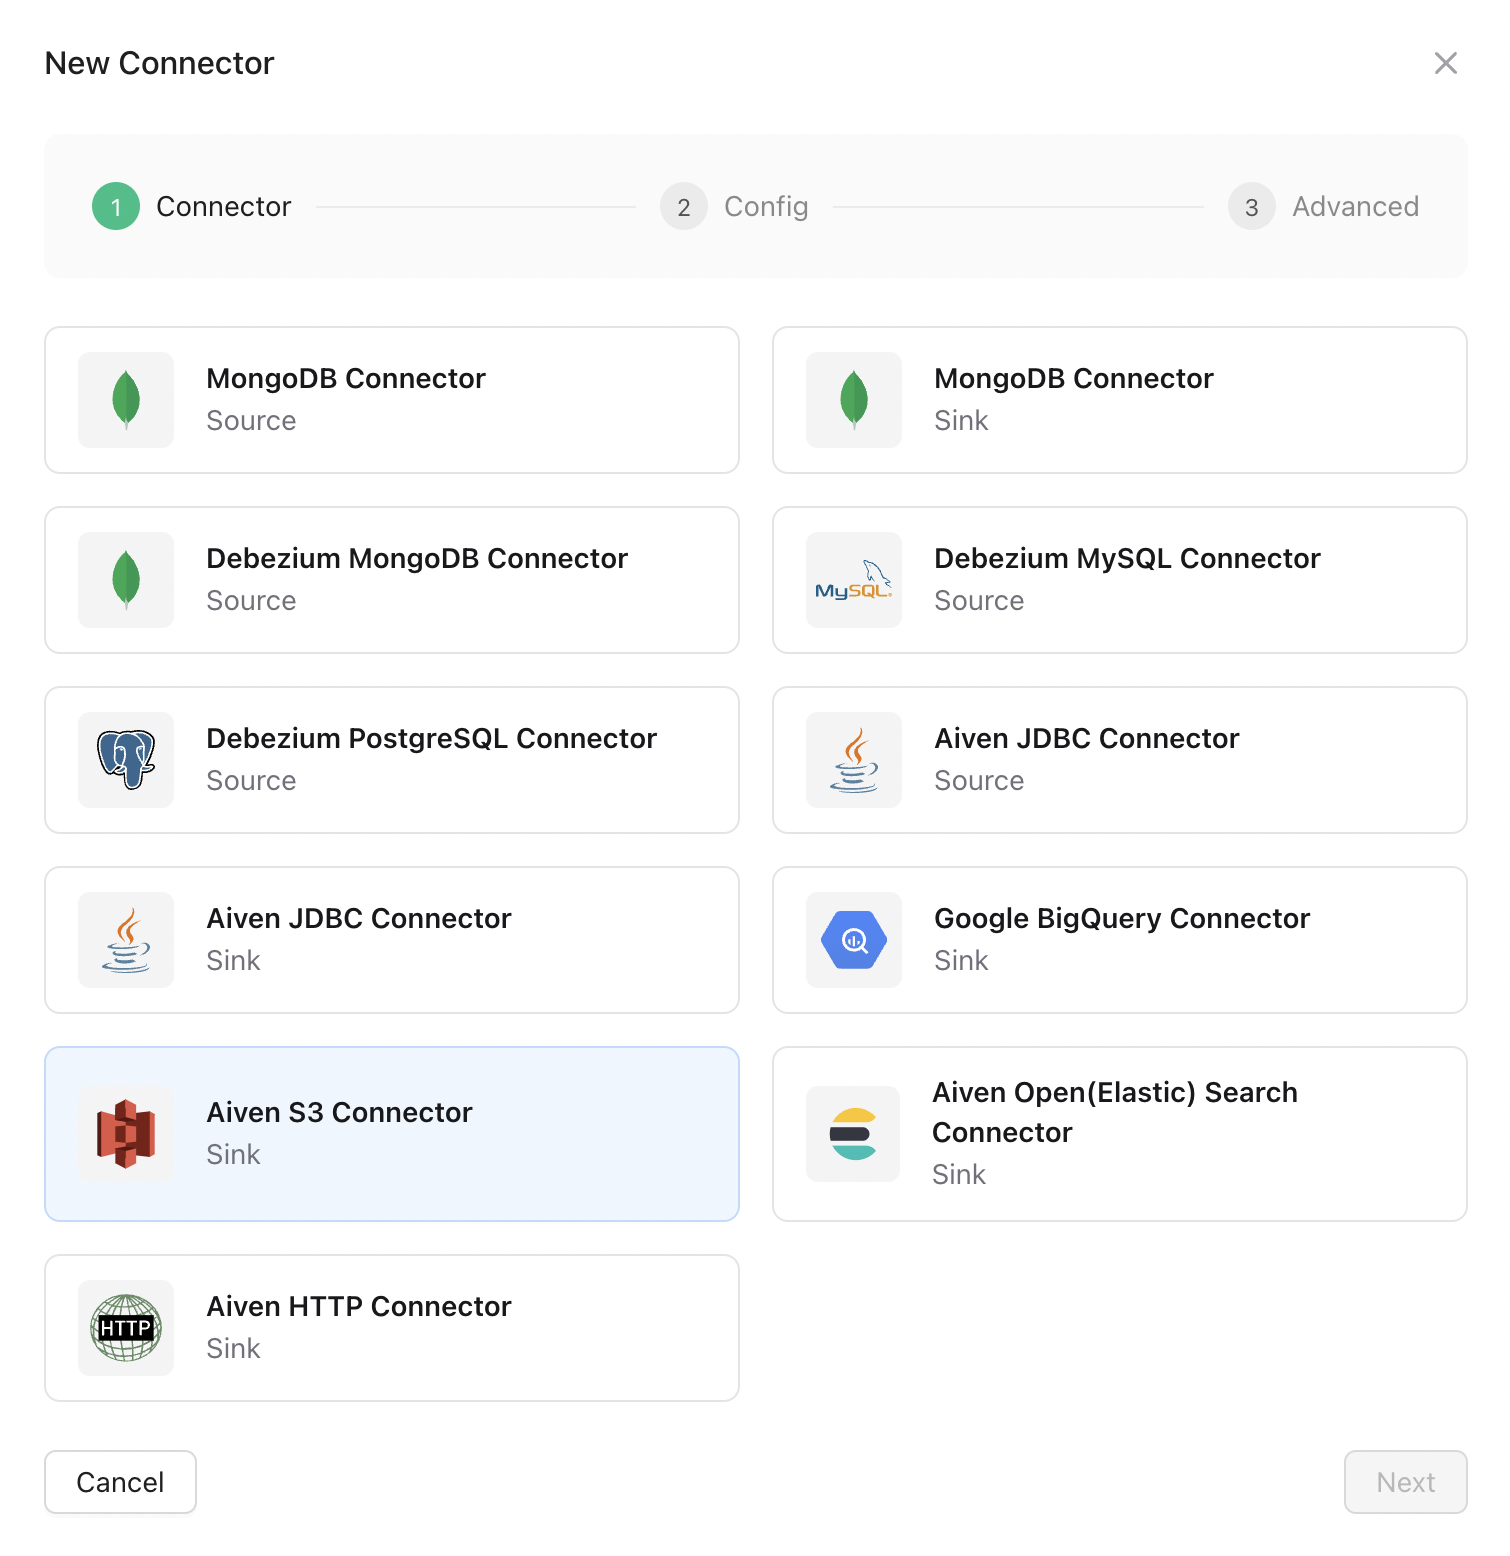 New Connector
1 Connector 2 Config 3 Advanced
MongoDB Connector
Source
MongoDB Connector
Sink
Debezium MongoDB Connector
Source
MySQL
Debezium MySQL Connector
Source
Debezium PostgreSQL Connector
Source
Aiven JDBC Connector
Source
Aiven JDBC Connector
Sink
Google BigQuery Connector
Sink
Aiven S3 Connector
Sink
Aiven Open(Elastic) Search
Connector
Sink
HTTP
Aiven HTTP Connector
Sink
Cancel
Next